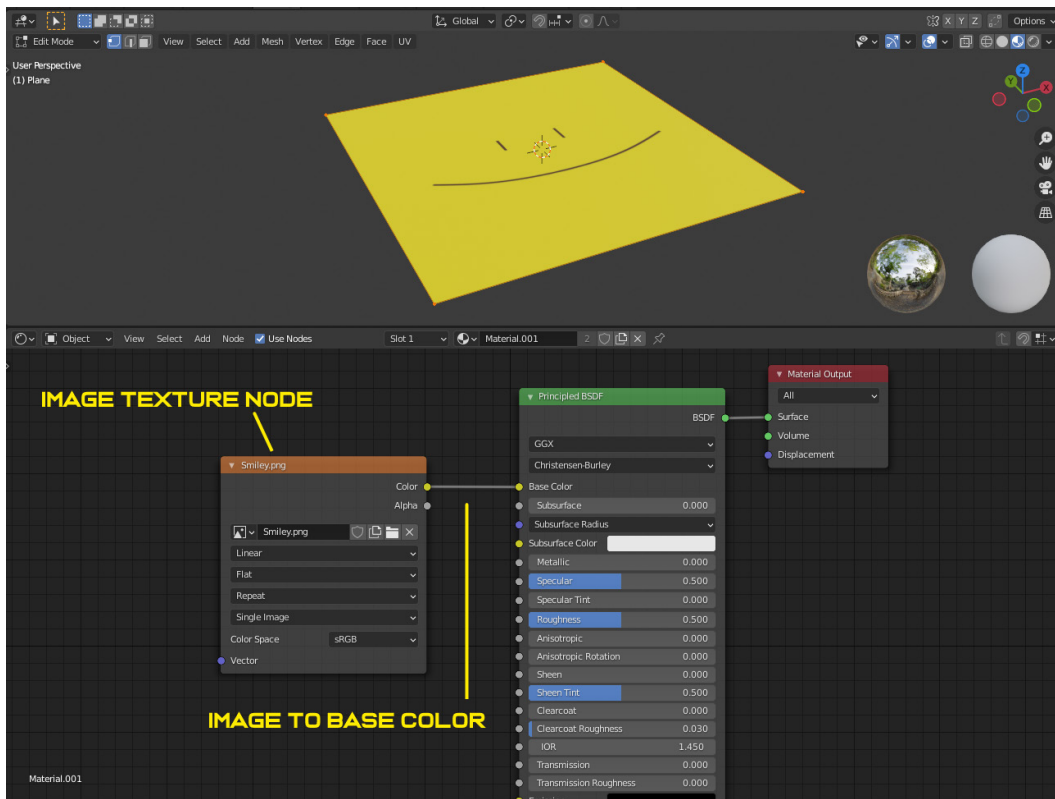 Global
X Y Z
Options
Edit Mode View Select Add Mesh Vertex Edge Face UV
User Perspective
(1) Plane
Z
Y
X
Object View Select Add Node Use Nodes Slot 1 Material.001 2
IMAGE TEXTURE NODE
Material Output
All
Surface
Volume
Displacement
Principled BSDF
BSDF
GGX
Christensen-Burley
Base Color
Subsurface 0.000
Subsurface Radius
Subsurface Color
Metallic 0.000
Specular 0.500
Specular Tint 0.000
Roughness 0.500
Anisotropic 0.000
Anisotropic Rotation 0.000
Sheen 0.000
Sheen Tint 0.500
Clearcoat 0.000
Clearcoat Roughness 0.030
IOR 1.450
Transmission 0.000
Transmission Roughness 0.000
Smiley.png
Color
Alpha
Smiley.png
Linear
Flat
Repeat
Single Image
Color Space sRGB
Vector
IMAGE TO BASE COLOR
Material.001